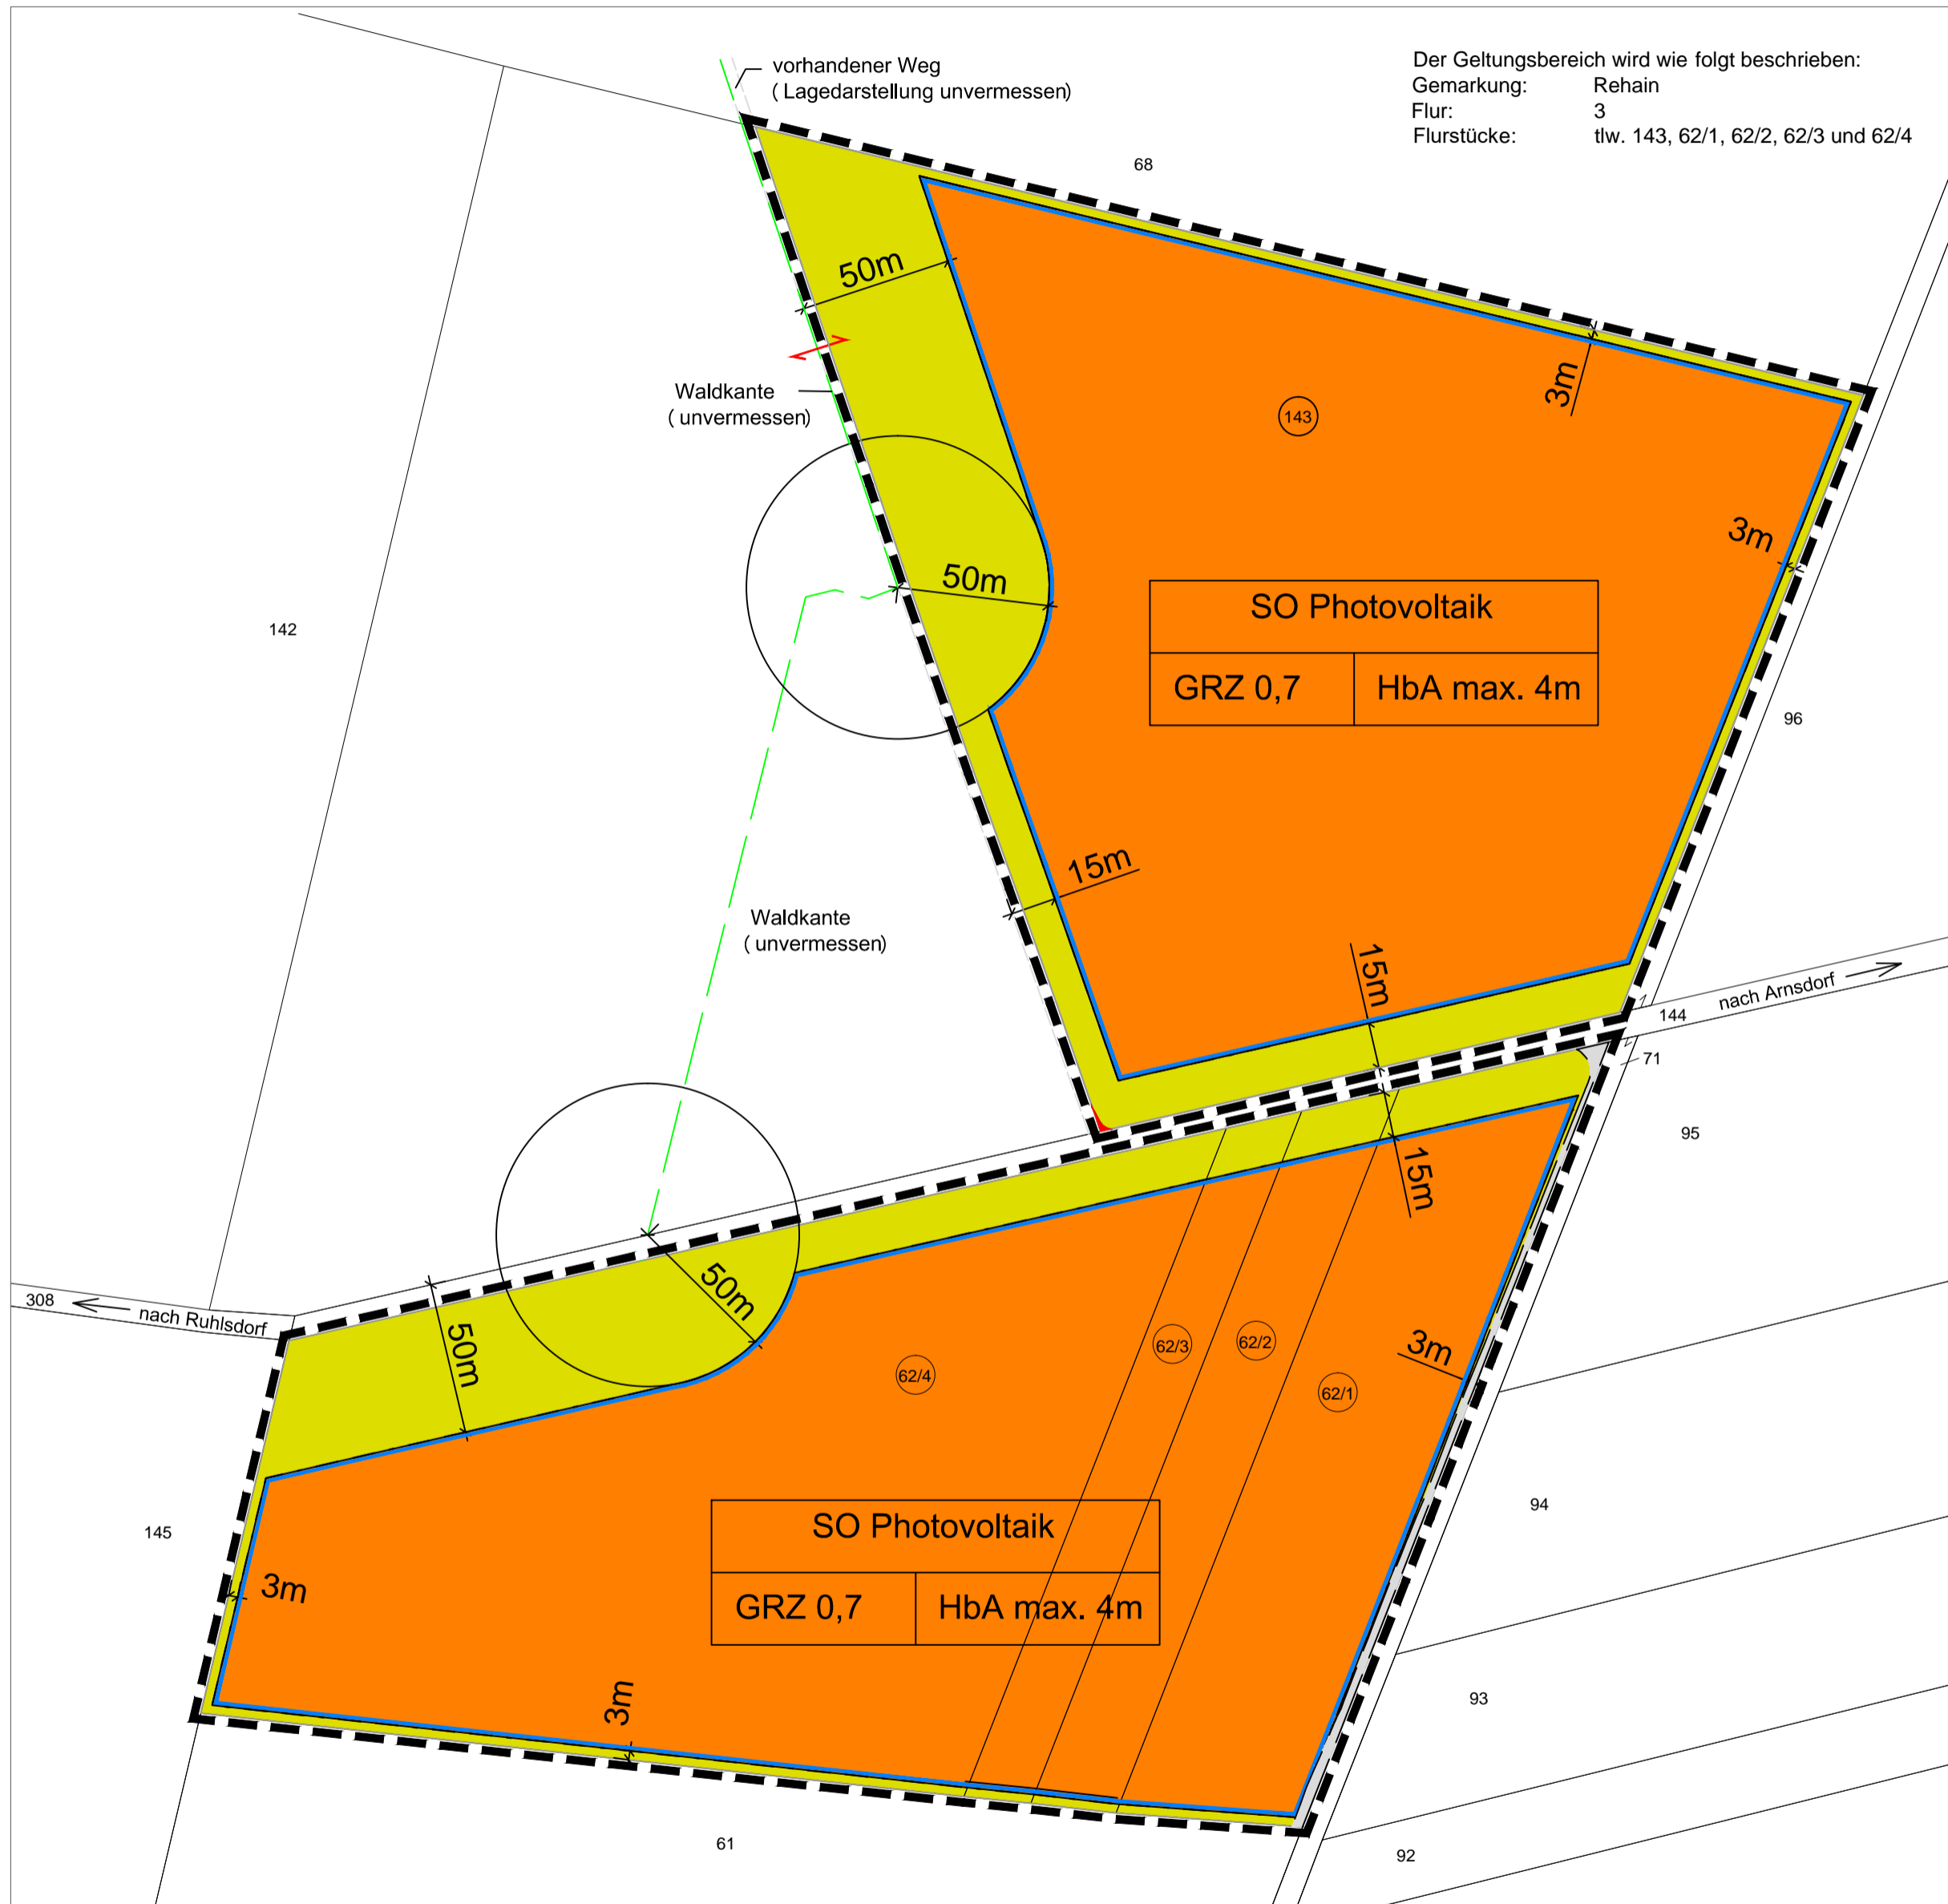 vorhandener Weg
( Lagedarstellung unvermessen)
Der Geltungsbereich wird wie folgt beschrieben:
Gemarkung: Rehain
Flur: 3
Flurstücke: tlw. 143, 62/1, 62/2, 62/3 und 62/4
68
50m
3m
Waldkante
( unvermessen)
143
3m
50m
SO Photovoltaik
GRZ 0,7 HbA max. 4m
142
96
15m
Waldkante
( unvermessen)
15m
nach Arnsdorf
144
71
95
15m
50m
308
nach Ruhlsdorf
50m
62/3
62/2
3m
62/4
62/1
SO Photovoltaik
GRZ 0,7 HbA max. 4m
94
145
3m
3m
93
61
92